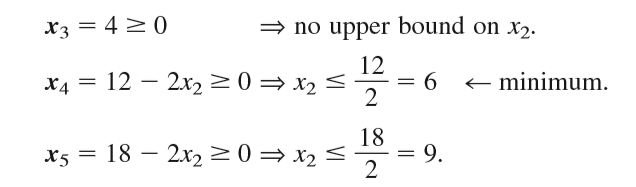 x₃ = 4 ≥ 0 ⇒ no upper bound on x₂.
x₄ = 12 − 2x₂ ≥ 0 ⇒ x₂ ≤ 12/2 = 6 ← minimum.
x₅ = 18 − 2x₂ ≥ 0 ⇒ x₂ ≤ 18/2 = 9.